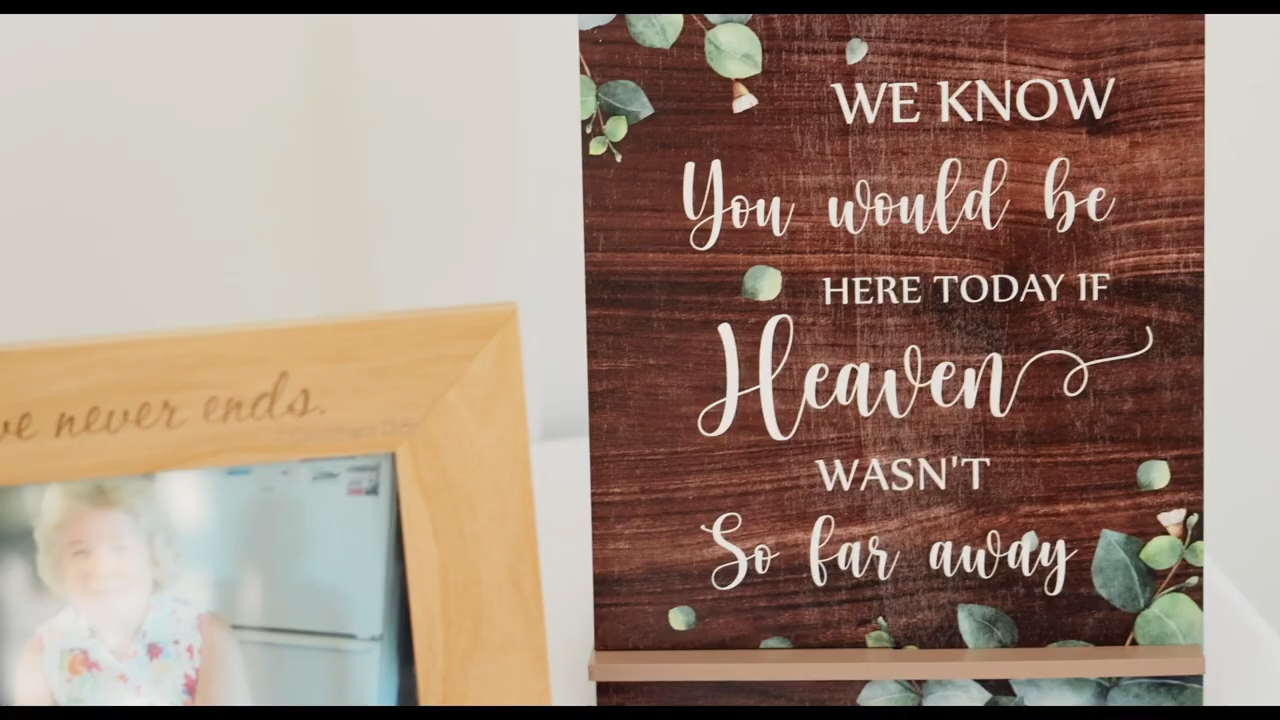 WE KNOW
You would be
HERE TODAY IF
Heaven
WASN'T
So far away
never ends.